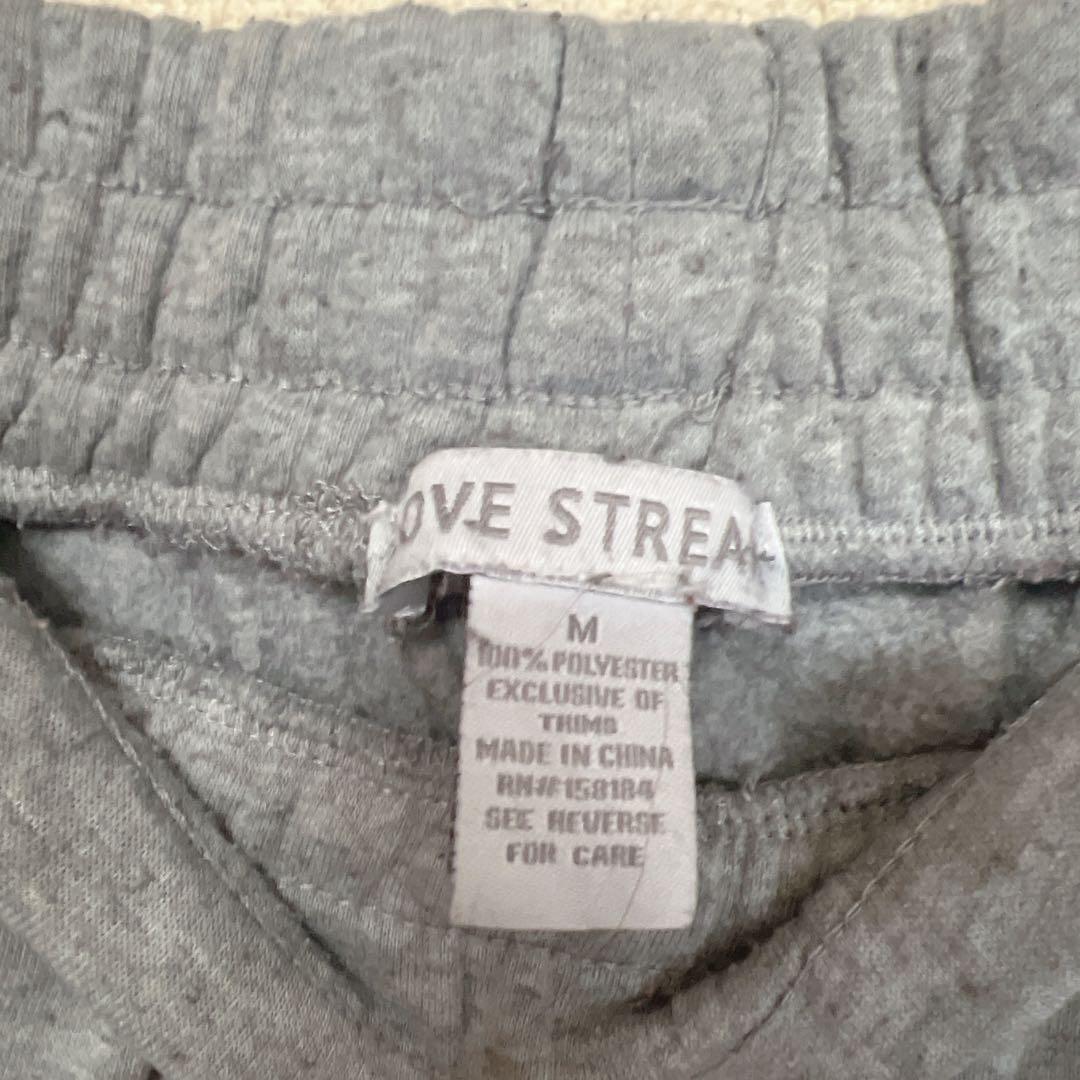 OVE STREA
M
100% POLYESTER
EXCLUSIVE OF
TRIMS
MADE IN CHINA
RN#158184
SEE REVERSE
FOR CARE